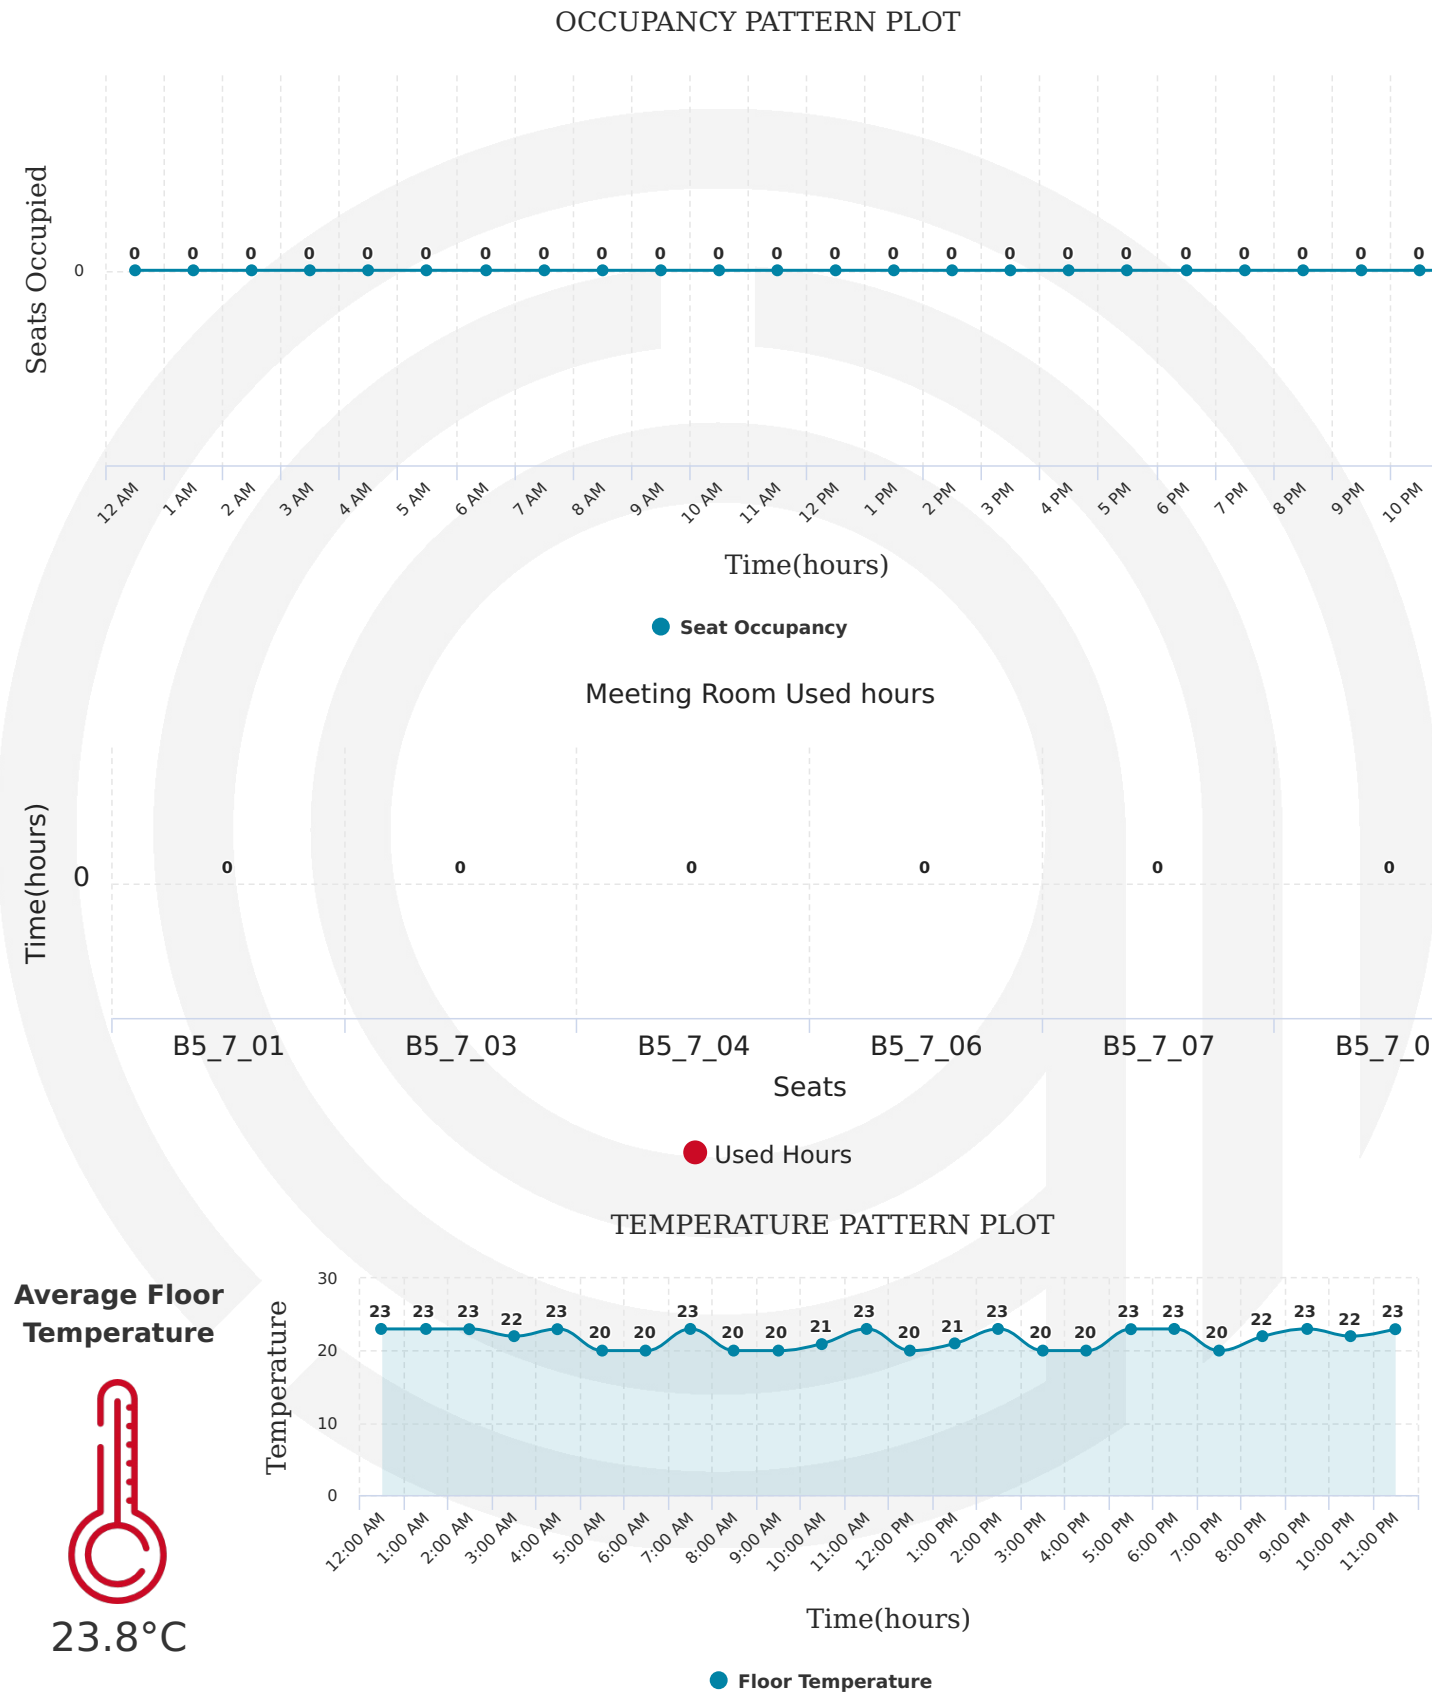 OCCUPANCY PATTERN PLOT
Seats Occupied
0 0 0 0 0 0 0 0 0 0 0 0 0 0 0 0 0 0 0 0 0 0 0
0
12 AM 1 AM 2 AM 3 AM 4 AM 5 AM 6 AM 7 AM 8 AM 9 AM 10 AM 11 AM 12 PM 1 PM 2 PM 3 PM 4 PM 5 PM 6 PM 7 PM 8 PM 9 PM 10 PM
Time(hours)
Seat Occupancy
Meeting Room Used hours
Time(hours)
0 0 0 0 0 0
0
B5_7_01 B5_7_03 B5_7_04 B5_7_06 B5_7_07 B5_7_0
Seats
Used Hours
TEMPERATURE PATTERN PLOT
Average Floor
Temperature
23.8°C
Temperature
30
20
10
0
23 23 23 22 23 20 20 23 20 20 21 23 20 21 23 20 20 23 23 20 22 23 22 23
12:00 AM 1:00 AM 2:00 AM 3:00 AM 4:00 AM 5:00 AM 6:00 AM 7:00 AM 8:00 AM 9:00 AM 10:00 AM 11:00 AM 12:00 PM 1:00 PM 2:00 PM 3:00 PM 4:00 PM 5:00 PM 6:00 PM 7:00 PM 8:00 PM 9:00 PM 10:00 PM 11:00 PM
Time(hours)
Floor Temperature